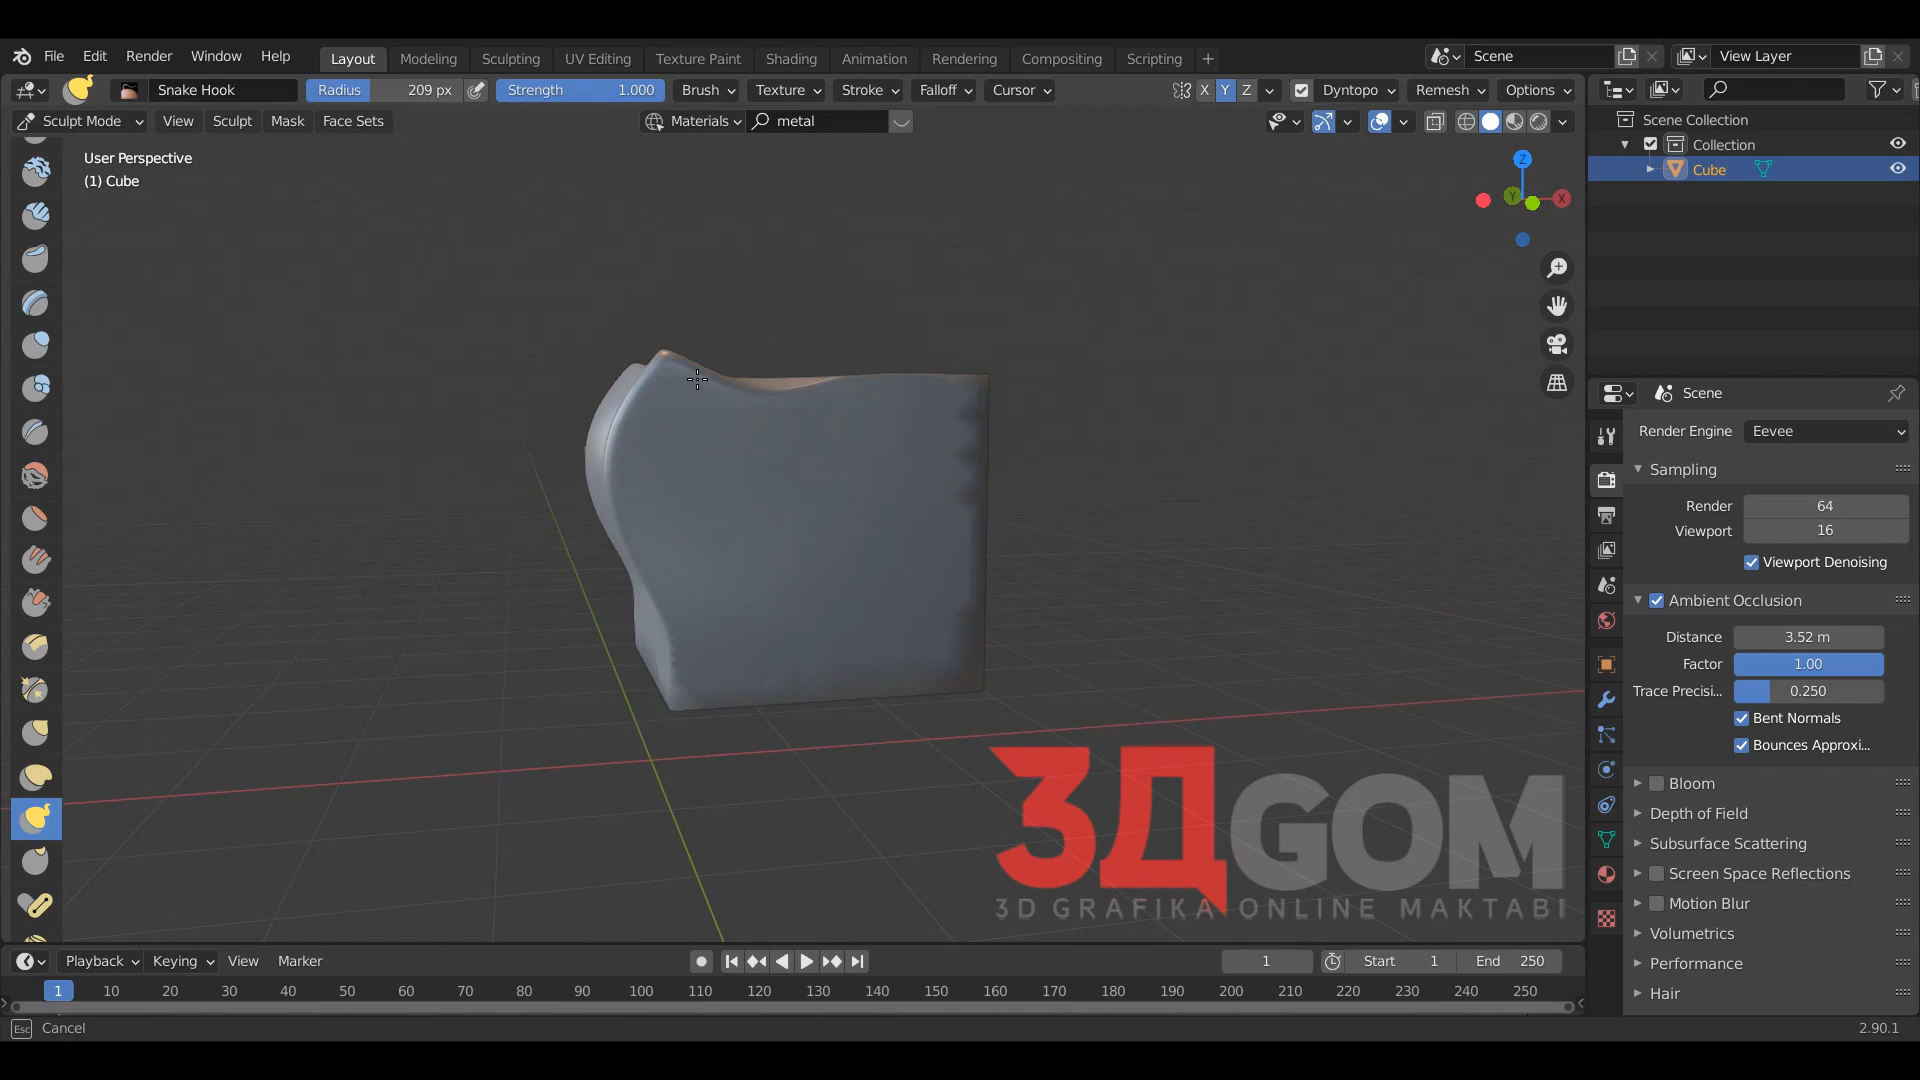 File Edit Render Window Help Layout Modeling Sculpting UV Editing Texture Paint Shading Animation Rendering Compositing Scripting + Scene View Layer
Snake Hook Radius 209 px Strength 1.000 Brush Texture Stroke Falloff Cursor X Y Z Dyntopo Remesh Options
Sculpt Mode View Sculpt Mask Face Sets Materials metal
User Perspective
(1) Cube
Z
Y
X
Scene Collection
Collection
Cube
Scene
Render Engine Eevee
Sampling
Render 64
Viewport 16
Viewport Denoising
Ambient Occlusion
Distance 3.52 m
Factor 1.00
Trace Precisi... 0.250
Bent Normals
Bounces Approxi...
Bloom
Depth of Field
Subsurface Scattering
Screen Space Reflections
Motion Blur
Volumetrics
Performance
Hair
3ДGOM
3D GRAFIKA ONLINE MAKTABI
Playback Keying View Marker 1 Start 1 End 250
1 10 20 30 40 50 60 70 80 90 100 110 120 130 140 150 160 170 180 190 200 210 220 230 240 250
Esc Cancel 2.90.1